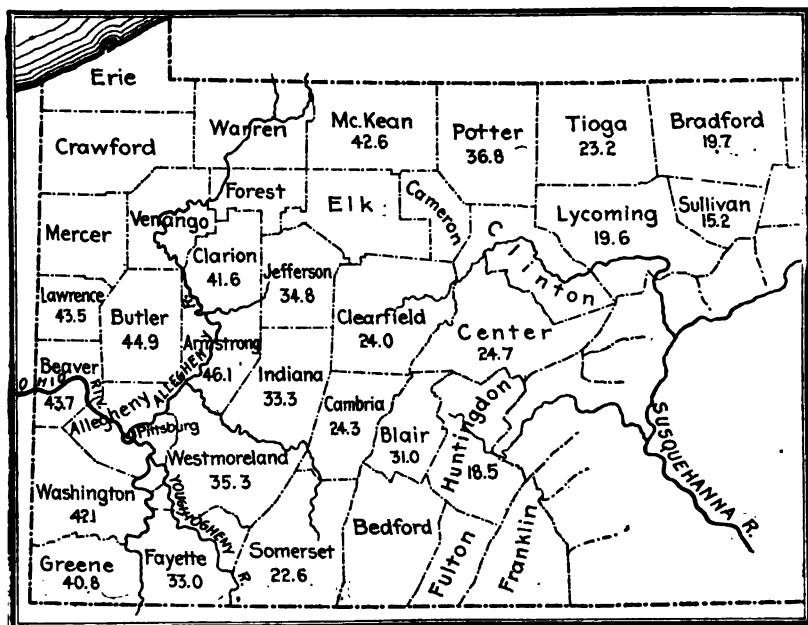 Erie
Crawford
Mercer
Warren
Mc.Kean
42.6
Potter
36.8
Tioga
23.2
Bradford
19.7
Venango
Forest
Elk
Cameron
Clinton
Lycoming
19.6
Sullivan
15.2
Clarion
41.6
Jefferson
34.8
Lawrence
43.5
Butler
44.9
Clearfield
24.0
Center
24.7
Armstrong
46.1
ALLEGHENY
R.
Indiana
33.3
Beaver
43.7
OHIO
RIV.
Allegheny
Pittsburg
Cambria
24.3
Blair
31.0
Huntingdon
18.5
SUSQUEHANNA R.
Westmoreland
35.3
YOUGHIOGHENY
R.
Washington
42.1
Greene
40.8
Fayette
33.0
Somerset
22.6
Bedford
Fulton
Franklin